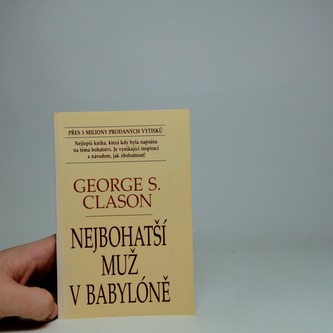 PŘES 3 MILIONY PRODANÝCH VÝTISKŮ
Nejlepší kniha, která kdy byla napsána
na téma bohatství. Je vynikající inspirací
a návodem, jak zbohatnout!
GEORGE S.
CLASON
NEJBOHATŠÍ
MUŽ
V BABYLÓNĚ